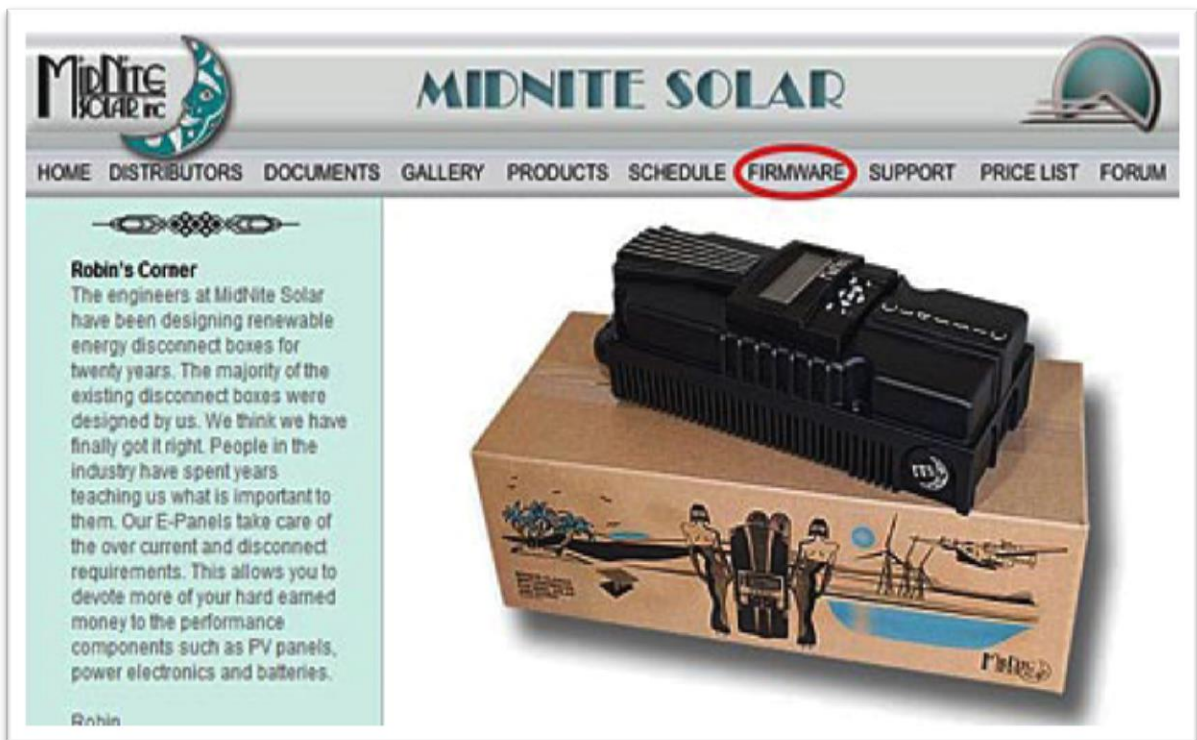 MIDNITE
SOLAR INC
MIDNITE SOLAR
HOME DISTRIBUTORS DOCUMENTS GALLERY PRODUCTS SCHEDULE FIRMWARE SUPPORT PRICE LIST FORUM
Robin's Corner
The engineers at MidNite Solar
have been designing renewable
energy disconnect boxes for
twenty years. The majority of the
existing disconnect boxes were
designed by us. We think we have
finally got it right. People in the
industry have spent years
teaching us what is important to
them. Our E-Panels take care of
the over current and disconnect
requirements. This allows you to
devote more of your hard earned
money to the performance
components such as PV panels,
power electronics and batteries.
Robin
CLASSIC
MIDNITE